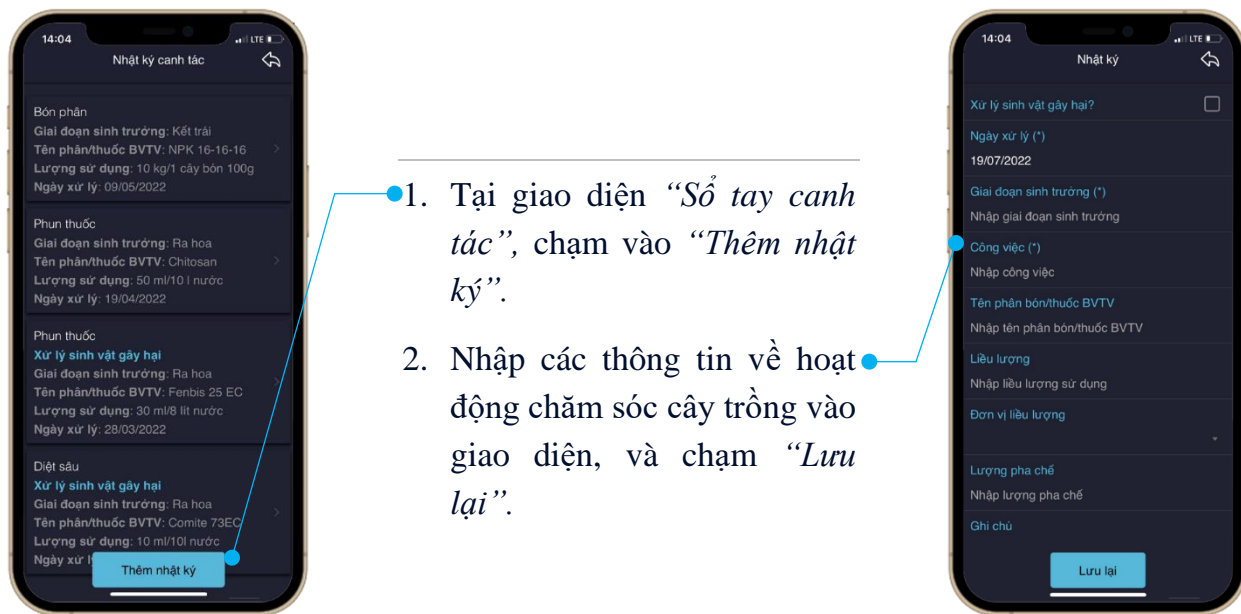 14:04
LTE
Nhật ký canh tác
Bón phân
Giai đoạn sinh trưởng: Kết trái
Tên phân/thuốc BVTV: NPK 16-16-16
Lượng sử dụng: 10 kg/1 cây bón 100g
Ngày xử lý: 09/05/2022
Phun thuốc
Giai đoạn sinh trưởng: Ra hoa
Tên phân/thuốc BVTV: Chitosan
Lượng sử dụng: 50 ml/10 l nước
Ngày xử lý: 19/04/2022
Phun thuốc
Xử lý sinh vật gây hại
Giai đoạn sinh trưởng: Ra hoa
Tên phân/thuốc BVTV: Fenbis 25 EC
Lượng sử dụng: 30 ml/8 lít nước
Ngày xử lý: 28/03/2022
Diệt sâu
Xử lý sinh vật gây hại
Giai đoạn sinh trưởng: Ra hoa
Tên phân/thuốc BVTV: Comite 73EC
Lượng sử dụng: 10 ml/10l nước
Ngày xử l
Thêm nhật ký
1. Tại giao diện “Sổ tay canh
tác”, chạm vào “Thêm nhật
ký”.
2. Nhập các thông tin về hoạt
động chăm sóc cây trồng vào
giao diện, và chạm “Lưu
lại”.
14:04
LTE
Nhật ký
Xử lý sinh vật gây hại?
Ngày xử lý (*)
19/07/2022
Giai đoạn sinh trưởng (*)
Nhập giai đoạn sinh trưởng
Công việc (*)
Nhập công việc
Tên phân bón/thuốc BVTV
Nhập tên phân bón/thuốc BVTV
Liều lượng
Nhập liều lượng sử dụng
Đơn vị liều lượng
Lượng pha chế
Nhập lượng pha chế
Ghi chú
Lưu lại